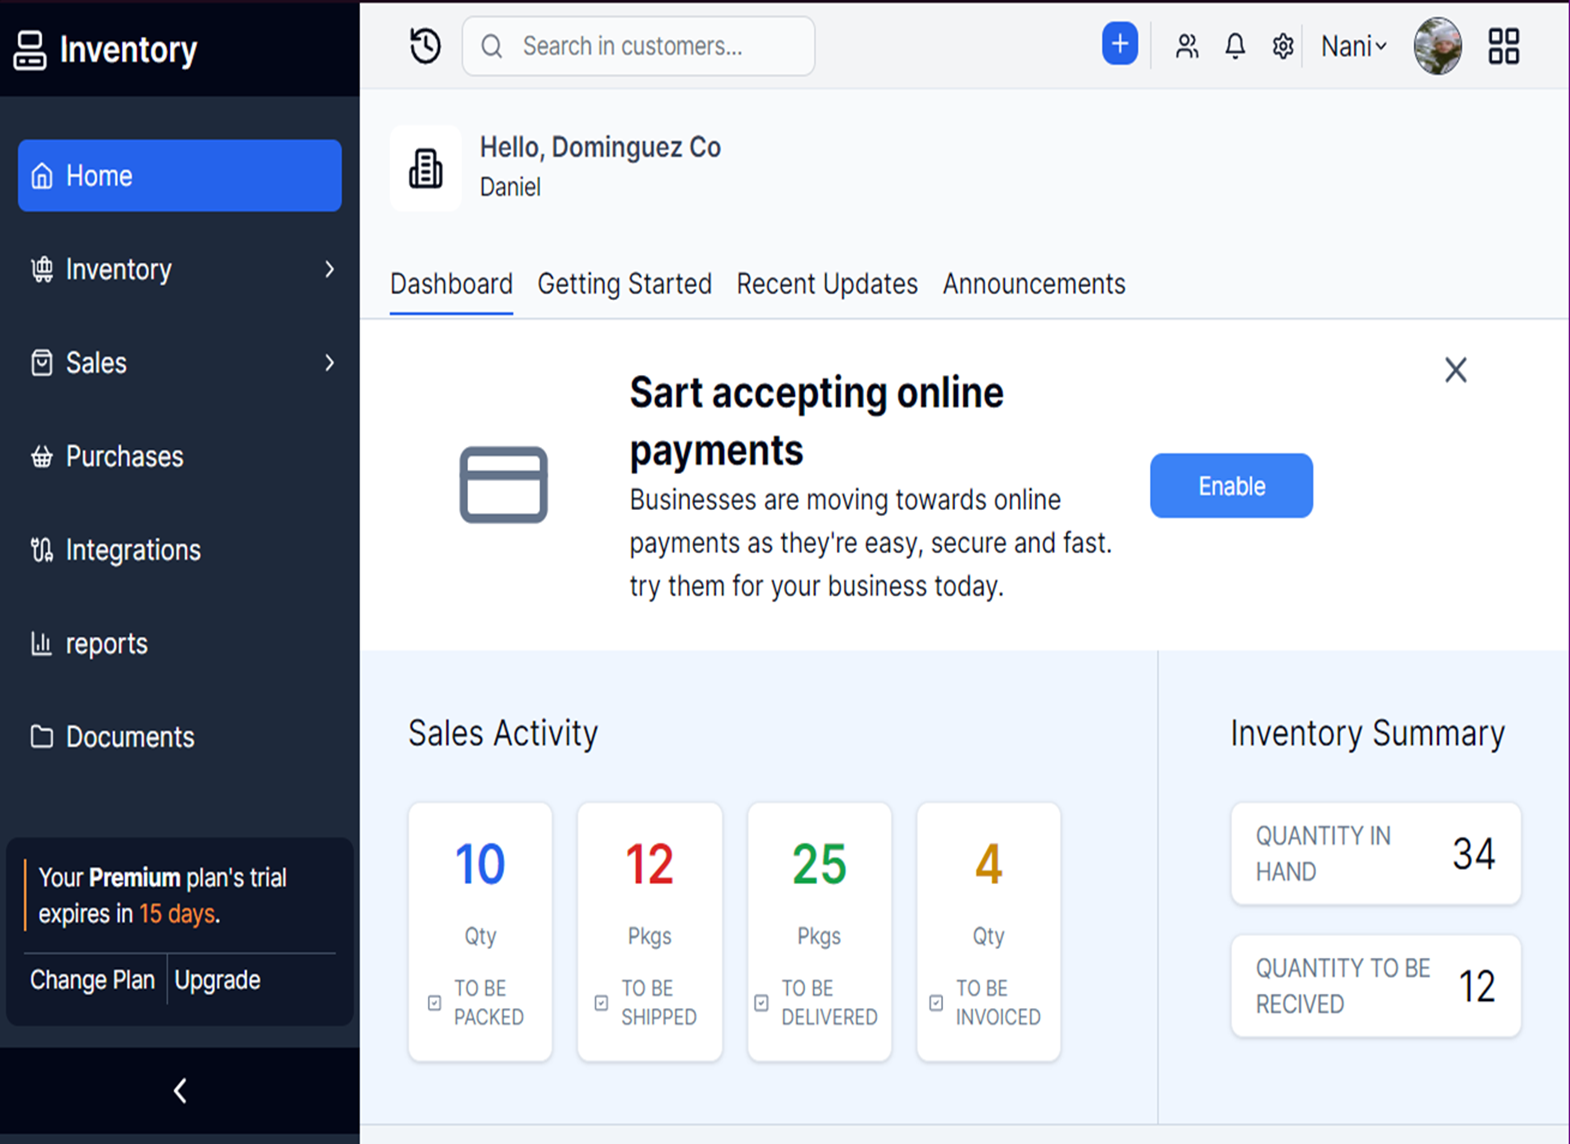 Inventory
Search in customers...
Nani
Home
Inventory
Sales
Purchases
Integrations
reports
Documents
Your Premium plan's trial
expires in 15 days.
Change Plan
Upgrade
Hello, Dominguez Co
Daniel
Dashboard
Getting Started
Recent Updates
Announcements
Sart accepting online
payments
Businesses are moving towards online
payments as they're easy, secure and fast.
try them for your business today.
Enable
Sales Activity
10
Qty
TO BE
PACKED
12
Pkgs
TO BE
SHIPPED
25
Pkgs
TO BE
DELIVERED
4
Qty
TO BE
INVOICED
Inventory Summary
QUANTITY IN
HAND
34
QUANTITY TO BE
RECIVED
12